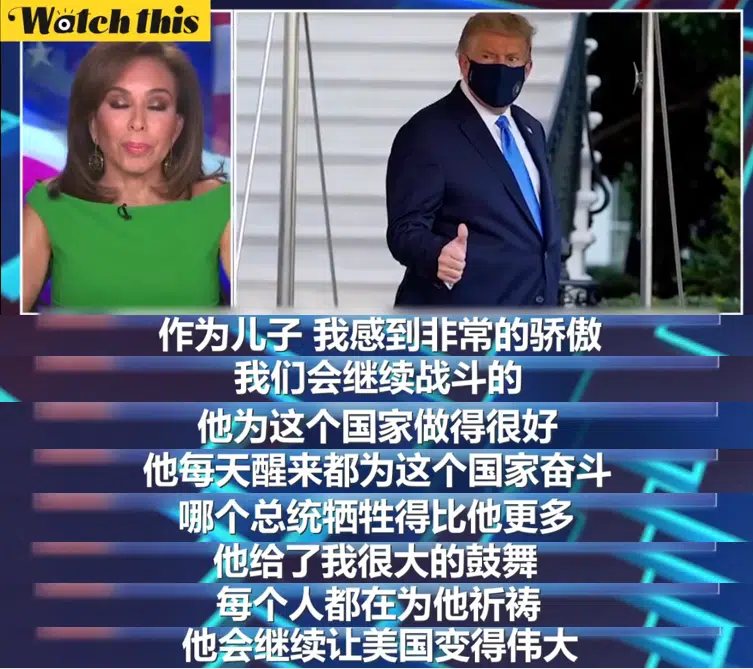 Watch this
作为儿子 我感到非常的骄傲
我们会继续战斗的
他为这个国家做得很好
他每天醒来都为这个国家奋斗
哪个总统牺牲得比他更多
他给了我很大的鼓舞
每个人都在为他祈祷
他会继续让美国变得伟大